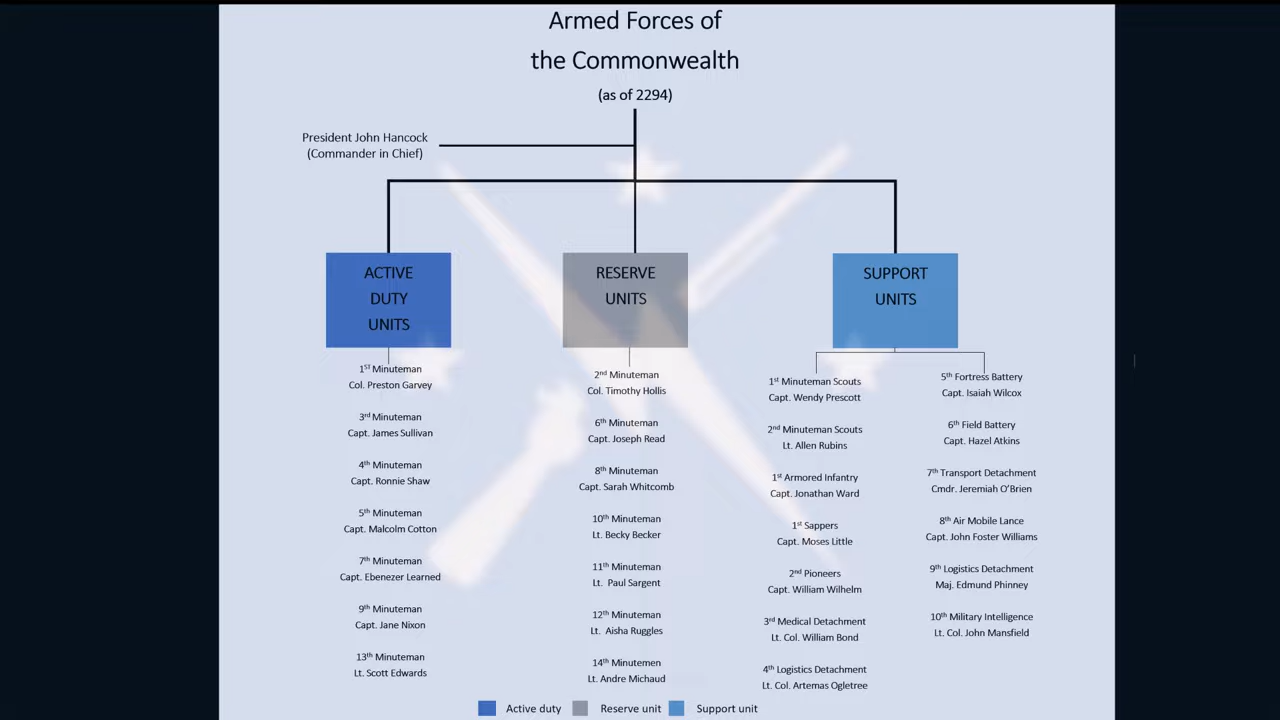 Armed Forces of
the Commonwealth
(as of 2294)
President John Hancock
(Commander in Chief)
ACTIVE
DUTY
UNITS
1ST Minuteman
Col. Preston Garvey
3rd Minuteman
Capt. James Sullivan
4th Minuteman
Capt. Ronnie Shaw
5th Minuteman
Capt. Malcolm Cotton
7th Minuteman
Capt. Ebenezer Learned
9th Minuteman
Capt. Jane Nixon
13th Minuteman
Lt. Scott Edwards
RESERVE
UNITS
2nd Minuteman
Col. Timothy Hollis
6th Minuteman
Capt. Joseph Read
8th Minuteman
Capt. Sarah Whitcomb
10th Minuteman
Lt. Becky Becker
11th Minuteman
Lt. Paul Sargent
12th Minuteman
Lt. Aisha Ruggles
14th Minutemen
Lt. Andre Michaud
SUPPORT
UNITS
1st Minuteman Scouts
Capt. Wendy Prescott
2nd Minuteman Scouts
Lt. Allen Rubins
1st Armored Infantry
Capt. Jonathan Ward
1st Sappers
Capt. Moses Little
2nd Pioneers
Capt. William Wilhelm
3rd Medical Detachment
Lt. Col. William Bond
4th Logistics Detachment
Lt. Col. Artemas Ogletree
5th Fortress Battery
Capt. Isaiah Wilcox
6th Field Battery
Capt. Hazel Atkins
7th Transport Detachment
Cmdr. Jeremiah O'Brien
8th Air Mobile Lance
Capt. John Foster Williams
9th Logistics Detachment
Maj. Edmund Phinney
10th Military Intelligence
Lt. Col. John Mansfield
Active duty
Reserve unit
Support unit